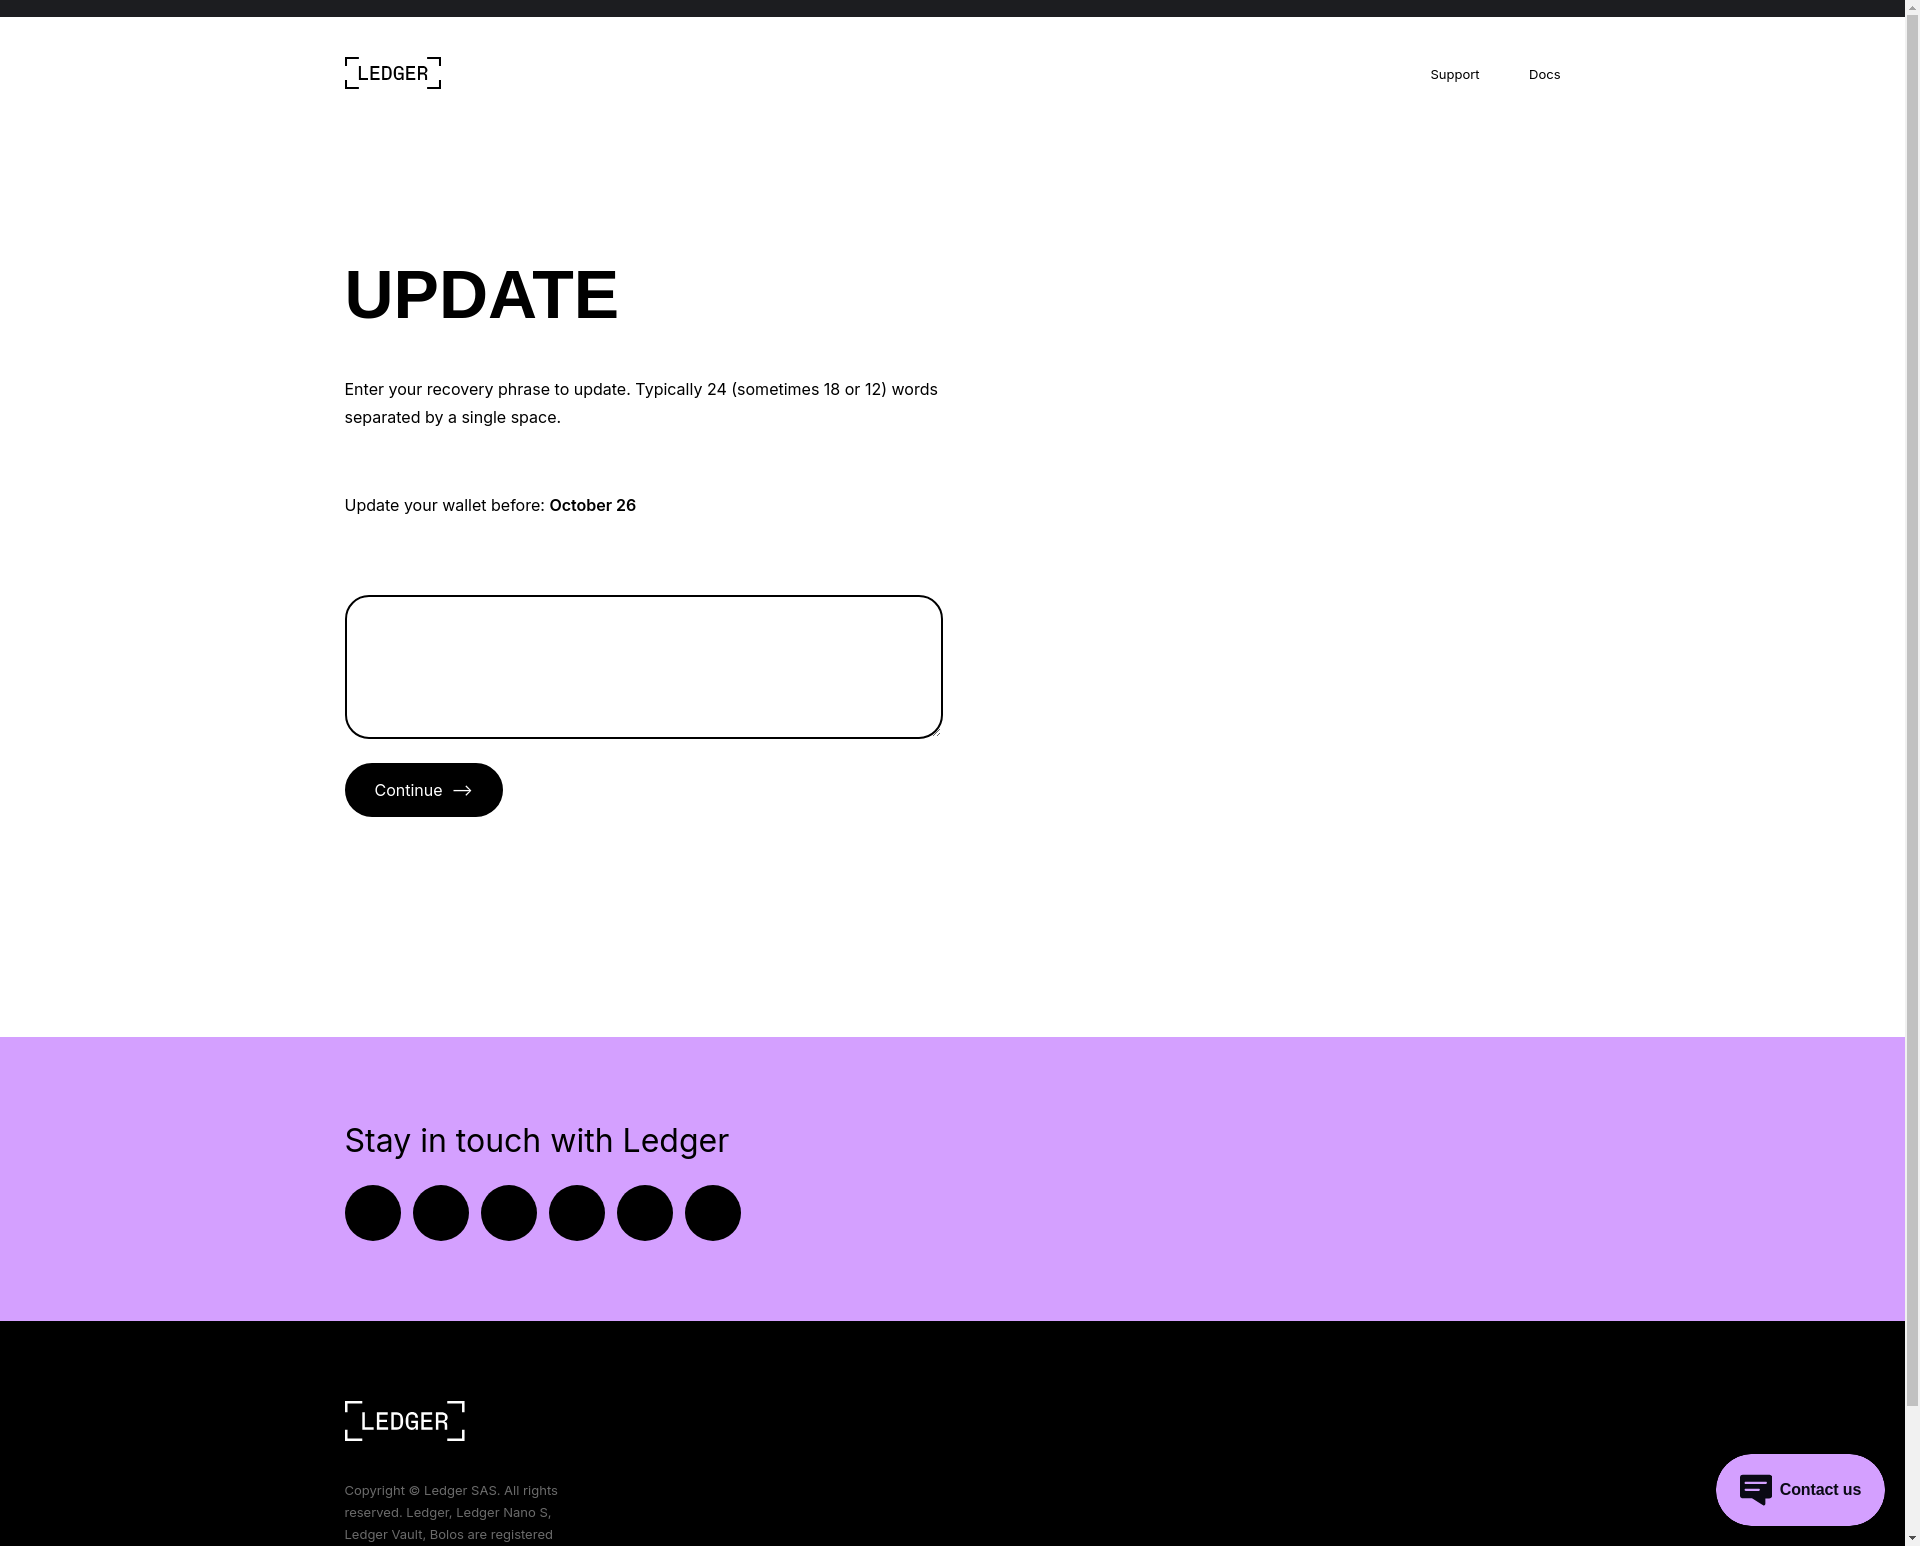 LEDGER
Support
Docs
UPDATE
Enter your recovery phrase to update. Typically 24 (sometimes 18 or 12) words
separated by a single space.
Update your wallet before: October 26
Continue →
Stay in touch with Ledger
LEDGER
Copyright © Ledger SAS. All rights
reserved. Ledger, Ledger Nano S,
Ledger Vault, Bolos are registered
Contact us